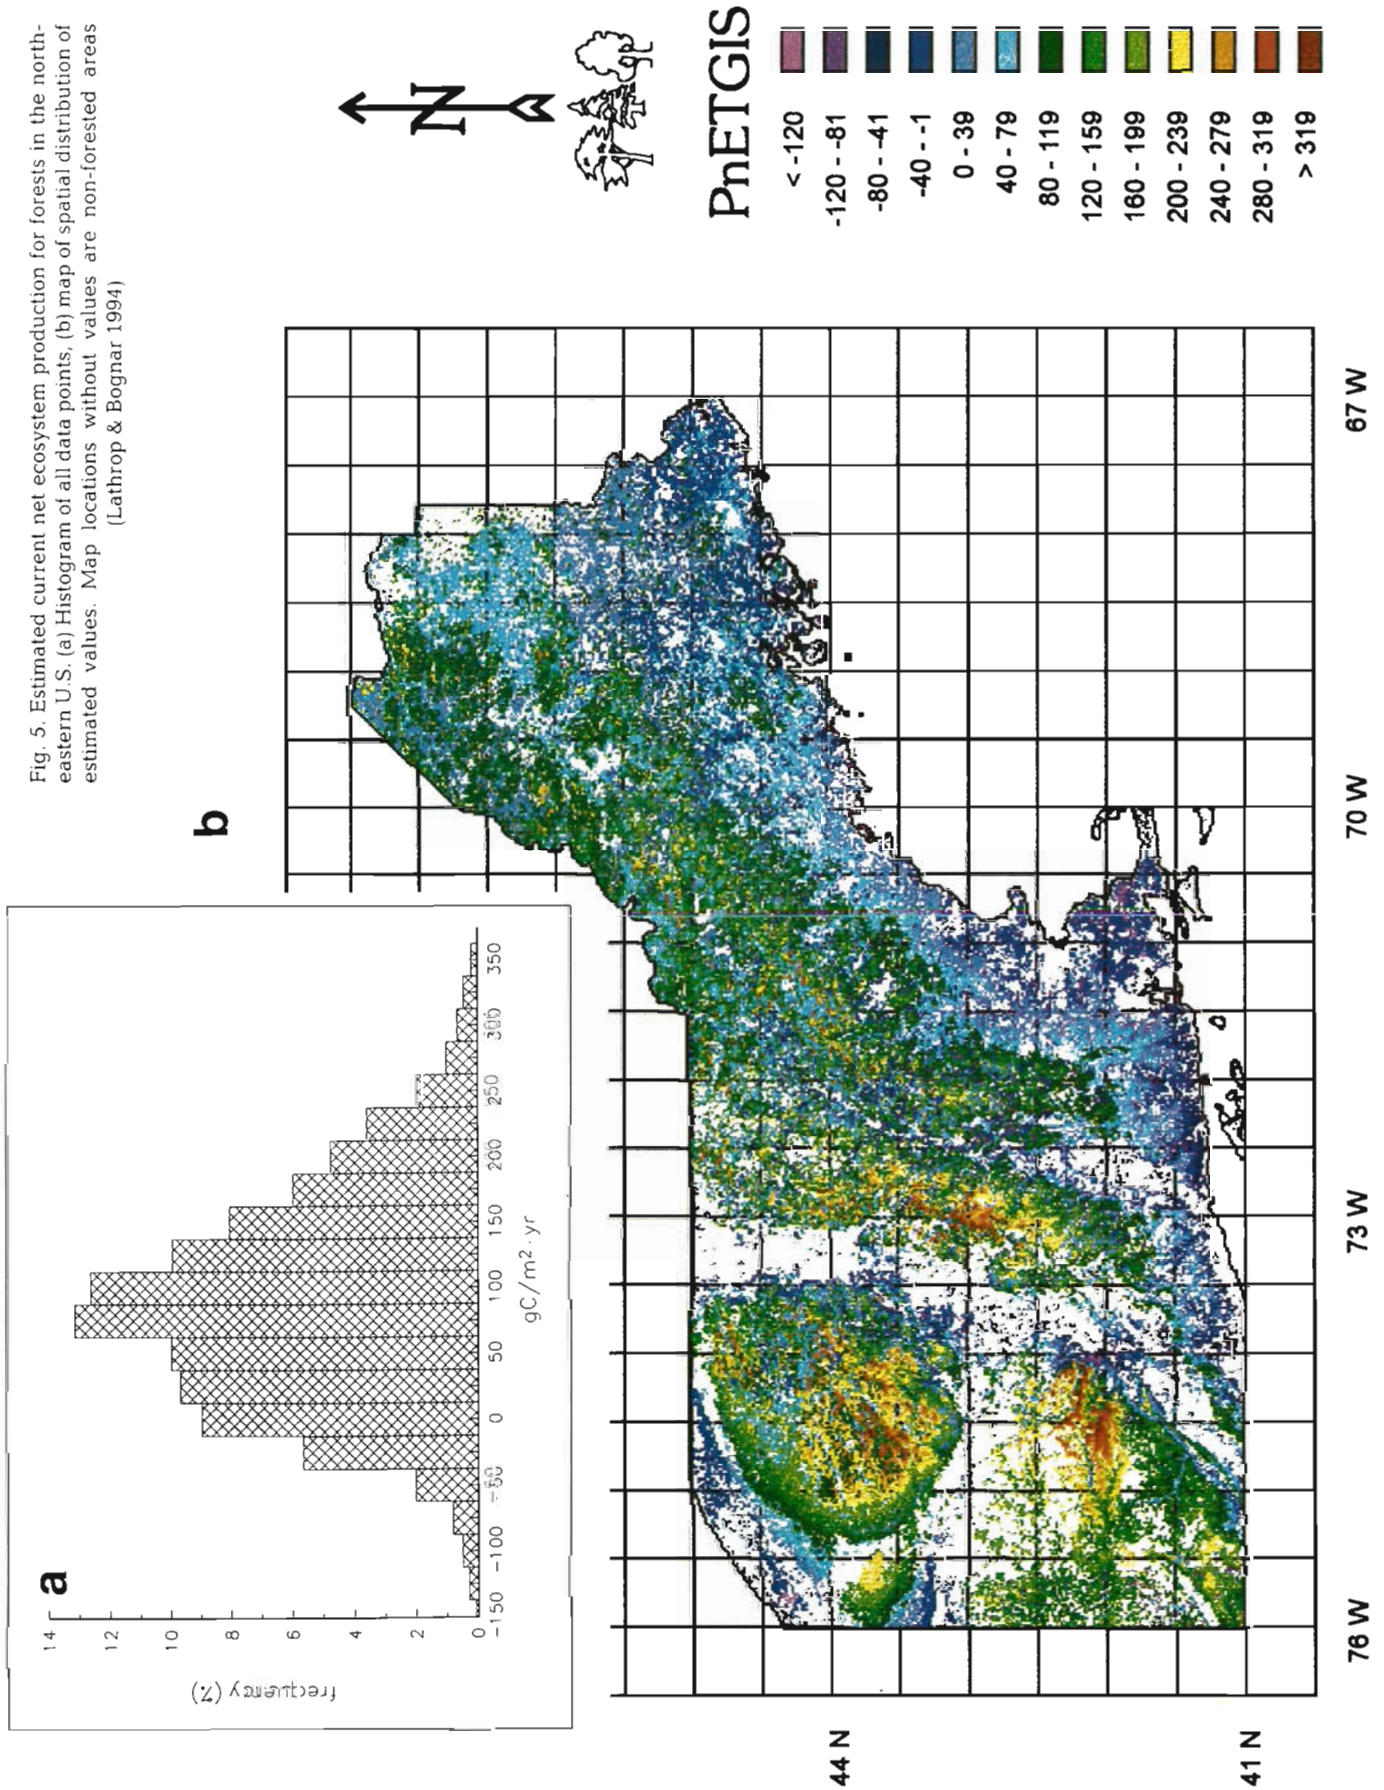 Fig. 5. Estimated current net ecosystem production for forests in the north-
eastern U.S. (a) Histogram of all data points, (b) map of spatial distribution of
estimated values. Map locations without values are non-forested areas
(Lathrop & Bognar 1994)
a
14
12
10
8
6
4
2
0
frequency (%)
-150
-100
-50
0
50
100
150
200
250
300
350
gC/m²·yr
b
N
PnETGIS
< -120
-120 - -81
-80 - -41
-40 - -1
0 - 39
40 - 79
80 - 119
120 - 159
160 - 199
200 - 239
240 - 279
280 - 319
> 319
44 N
41 N
76 W
73 W
70 W
67 W